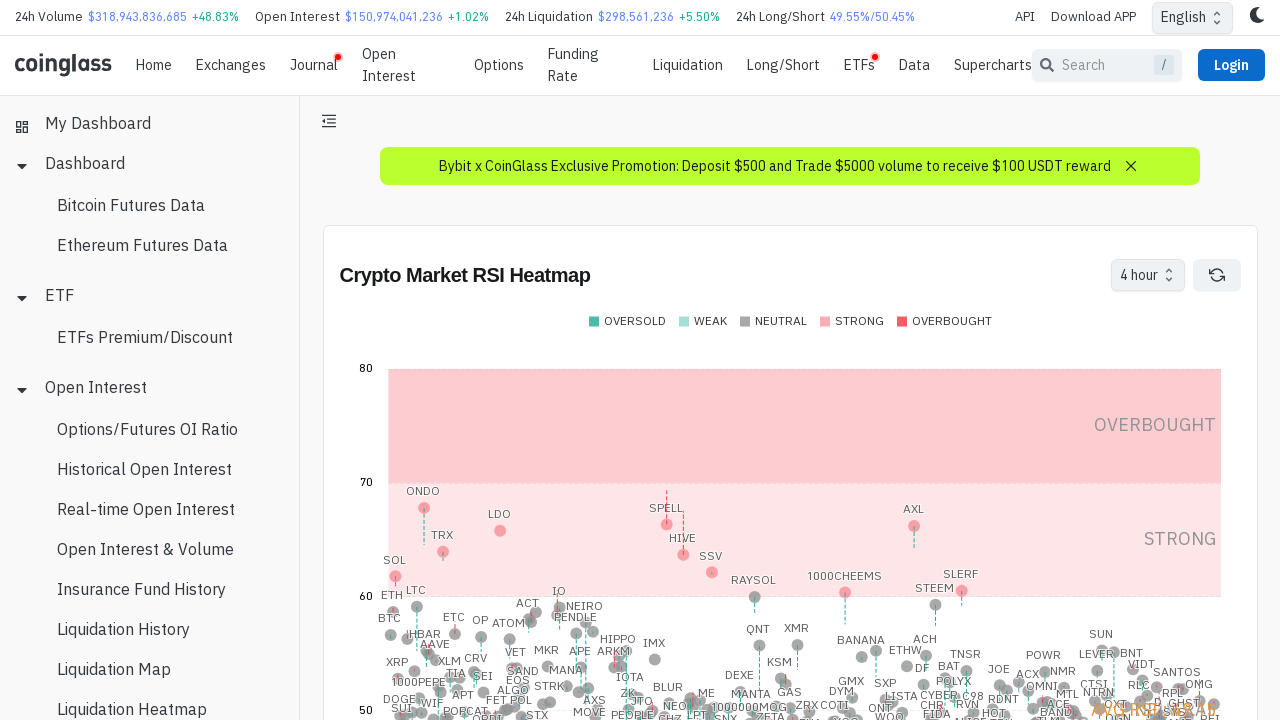 24h Volume $318,943,836,685 +48.83% Open Interest $150,974,041,236 +1.02% 24h Liquidation $298,561,236 +5.50% 24h Long/Short 49.55%/50.45% API Download APP English
coinglass Home Exchanges Journal Open Interest Options Funding Rate Liquidation Long/Short ETFs Data Supercharts Search / Login
My Dashboard
Dashboard
Bitcoin Futures Data
Ethereum Futures Data
ETF
ETFs Premium/Discount
Open Interest
Options/Futures OI Ratio
Historical Open Interest
Real-time Open Interest
Open Interest & Volume
Insurance Fund History
Liquidation History
Liquidation Map
Liquidation Heatmap
Bybit x CoinGlass Exclusive Promotion: Deposit $500 and Trade $5000 volume to receive $100 USDT reward
Crypto Market RSI Heatmap 4 hour
OVERSOLD WEAK NEUTRAL STRONG OVERBOUGHT
80
OVERBOUGHT
70
ONDO
LDO SPELL AXL
TRX HIVE STRONG
SOL SSV
RAYSOL 1000CHEEMS SLERF
60
ETH LTC IO STEEM
ACT NEIRO
BTC ETC OP ATOM PENDLE
QNT XMR SUN
HBAR AAVE HIPPO IMX BANANA ACH
VET MKR APE ARKM ETHW TNSR BNT
XRP XLM CRV KSM DF BAT JOE VIDT
TIA SEI SAND MANA IOTA DEXE ACX NMR SANTOS
1000PEPE EOS STRK BLUR GMX SXP POLYX OMNI CTSI RLC OMG
DOGE APT ALGO ZK ME MANTA GAS DYM LISTA CYBER C98 RDNT MTL NTRN RPL
SUI WIF JTO NEO 1000000MOG ZRX COTI RVN ACE
POPCAT STX MOVE AXS PEOPLE LPT ZETA ONT FIDA CHR HOT BAND
50 CHZ SNX WOO
POWR LEVER